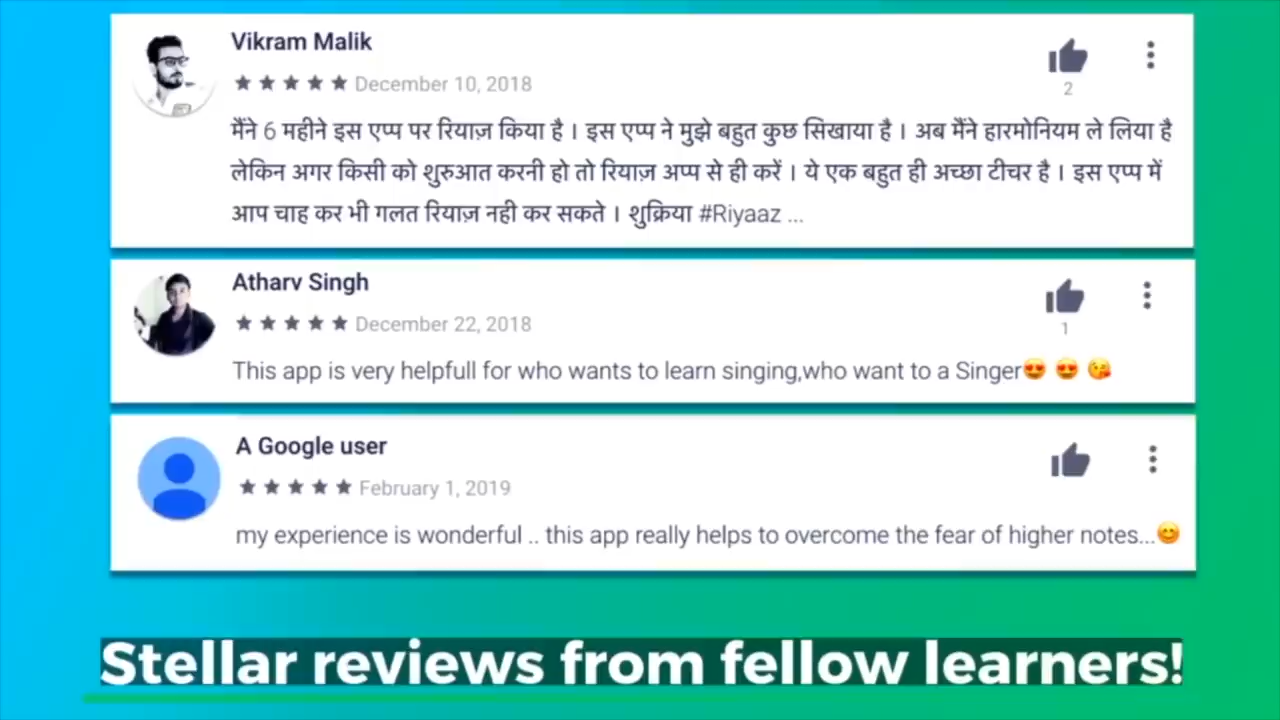 Vikram Malik
★★★★★ December 10, 2018
2
मैंने 6 महीने इस एप्प पर रियाज़ किया है । इस एप्प ने मुझे बहुत कुछ सिखाया है । अब मैंने हारमोनियम ले लिया है
लेकिन अगर किसी को शुरुआत करनी हो तो रियाज़ अप्प से ही करें । ये एक बहुत ही अच्छा टीचर है । इस एप्प में
आप चाह कर भी गलत रियाज़ नही कर सकते । शुक्रिया #Riyaaz ...
Atharv Singh
★★★★★ December 22, 2018
1
This app is very helpfull for who wants to learn singing,who want to a Singer😍 😍 😘
A Google user
★★★★★ February 1, 2019
my experience is wonderful .. this app really helps to overcome the fear of higher notes...😊
Stellar reviews from fellow learners!